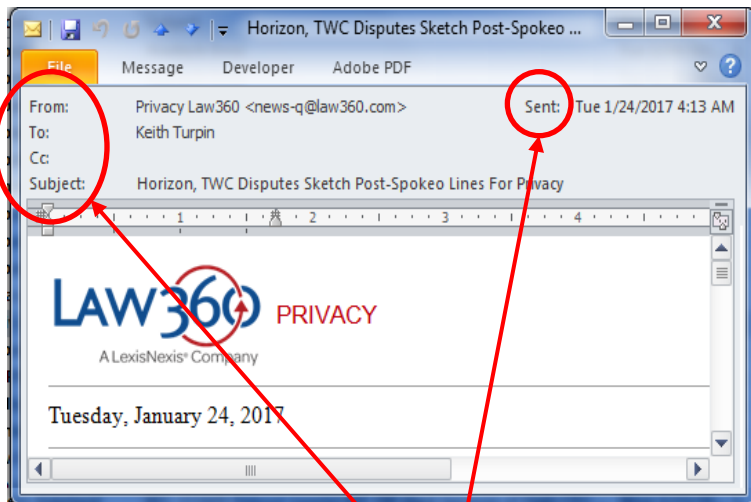 Horizon, TWC Disputes Sketch Post-Spokeo ...
File Message Developer Adobe PDF
From: Privacy Law360 <news-q@law360.com> Sent: Tue 1/24/2017 4:13 AM
To: Keith Turpin
Cc:
Subject: Horizon, TWC Disputes Sketch Post-Spokeo Lines For Privacy
1 2 3 4
LAW360 PRIVACY
A LexisNexis® Company
Tuesday, January 24, 2017